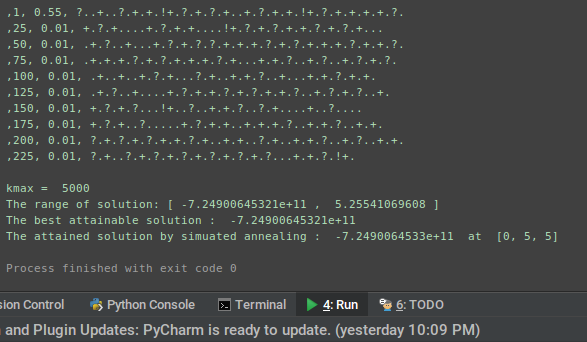 ,1, 0.55, ?..+..?.+.+.!+.?.+.?.+..+.?.+.+.!+.?.+.+.+.+.?.
,25, 0.01, +.?.+....+.?.+.+....!+.?.+.?.+.?.+.?.+.?.+...
,50, 0.01, .+.?..+...+.?.+.?.+.?.+.?.+.?.+.?.+.?.+.+.?.
,75, 0.01, .+.+.+.?.+.?.+.?.+.?.+.?..+.+.?..+..?.+.?.
,100, 0.01, .+..+..+.?.+..+.?.+.+.?...+...+.?.+.+.
,125, 0.01, .+.?..+....+.?.+.+.?.+.?.+.+.?..+.?.+.?..+.
,150, 0.01, +.?.+.?...!+..?..+.+.?..?.+....+..?....
,175, 0.01, ?.+..?.....+.?.+.+..+.?.+.+.?..+.+.?..+.+.
,200, 0.01, ?.+.?.+.?.+.+.?.+.?.+.?.+.?.+.?..+..?.+..+.
,225, 0.01, ?.+..?.+.?.+.+.?.+.?.+.?.+.?...+.+.?.!+.
kmax =  5000
The range of solution: [ -7.24900645321e+11 ,  5.25541069608 ]
The best attainable solution :  -7.24900645321e+11
The attained solution by simuated annealing :  -7.2490064533e+11  at  [0, 5, 5]
Process finished with exit code 0
sion Control Python Console Terminal 4: Run 6: TODO
and Plugin Updates: PyCharm is ready to update. (yesterday 10:09 PM)